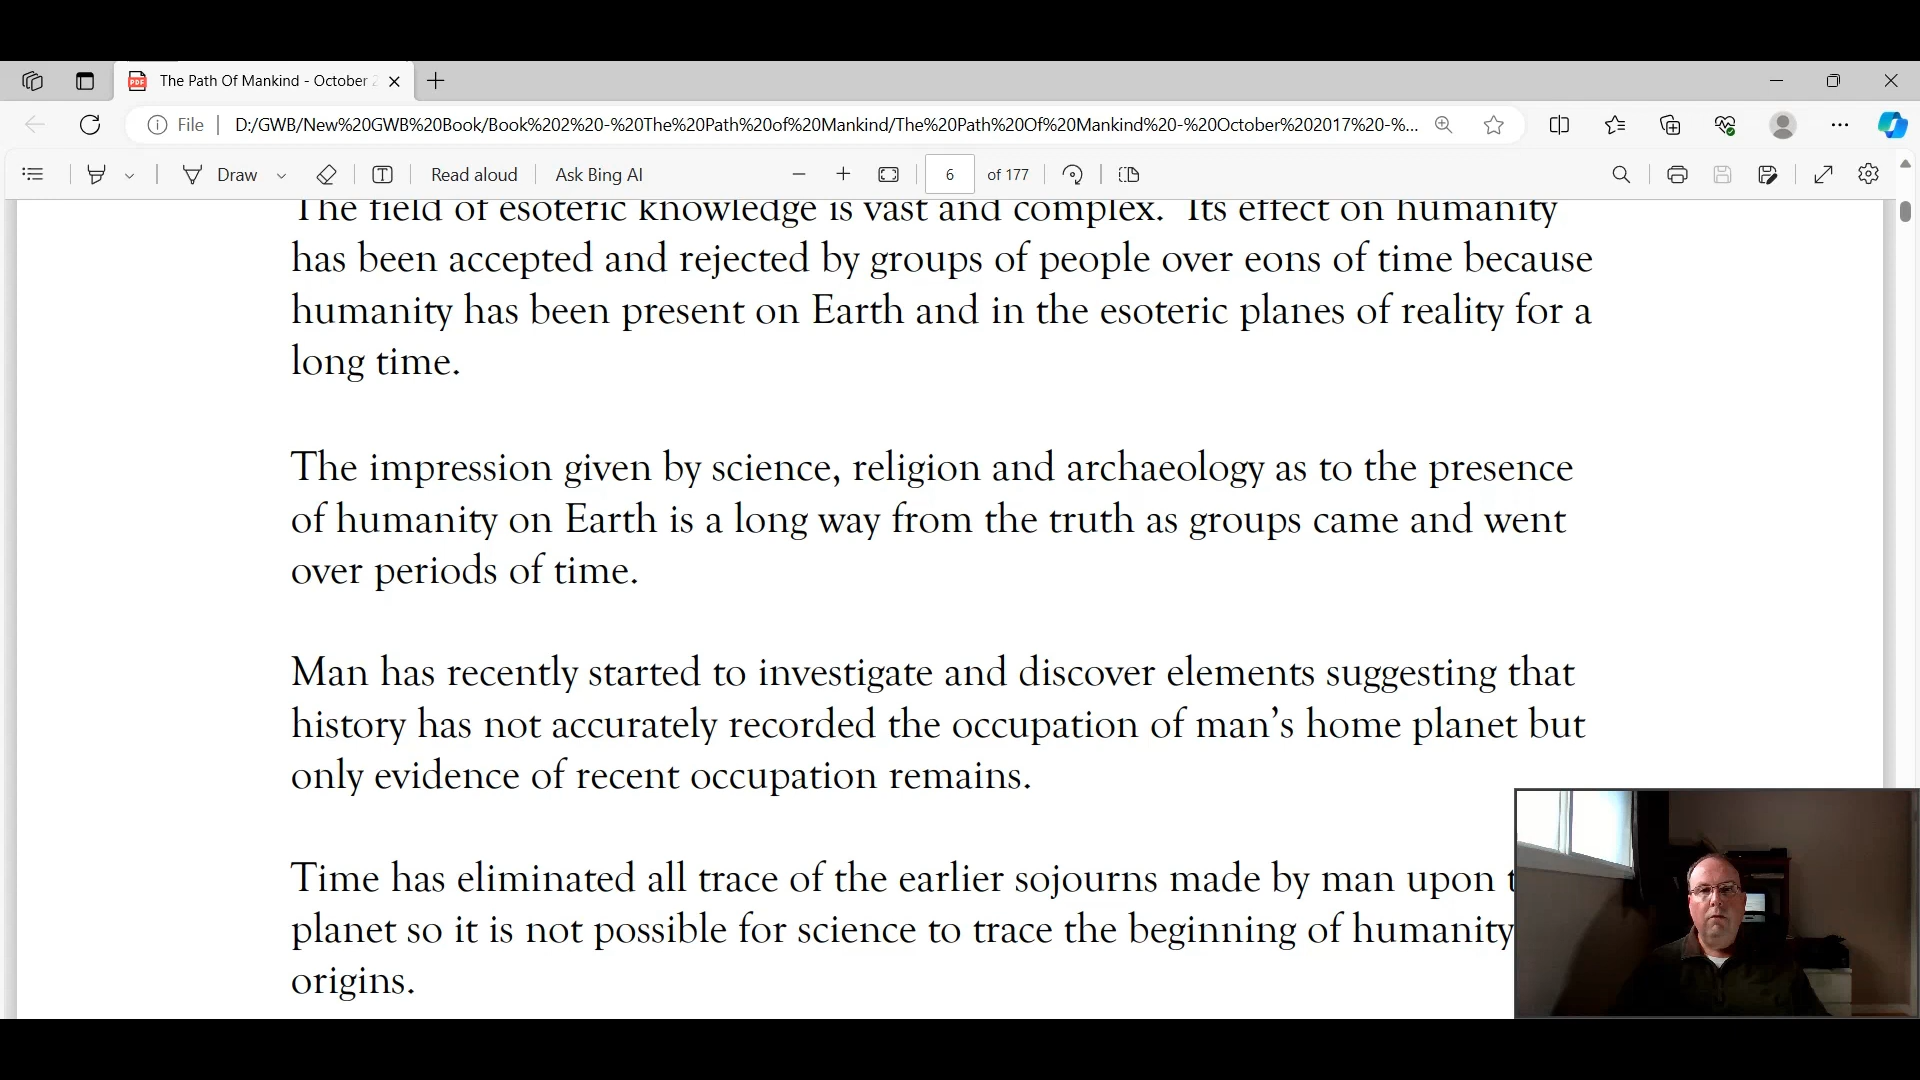 The Path Of Mankind - October 2
File
D:/GWB/New%20GWB%20Book/Book%202%20-%20The%20Path%20of%20Mankind/The%20Path%20Of%20Mankind%20-%20October%202017%20-%...
Draw
Read aloud
Ask Bing AI
6
of 177
The field of esoteric knowledge is vast and complex. Its effect on humanity
has been accepted and rejected by groups of people over eons of time because
humanity has been present on Earth and in the esoteric planes of reality for a
long time.
The impression given by science, religion and archaeology as to the presence
of humanity on Earth is a long way from the truth as groups came and went
over periods of time.
Man has recently started to investigate and discover elements suggesting that
history has not accurately recorded the occupation of man's home planet but
only evidence of recent occupation remains.
Time has eliminated all trace of the earlier sojourns made by man upon
planet so it is not possible for science to trace the beginning of humanity
origins.